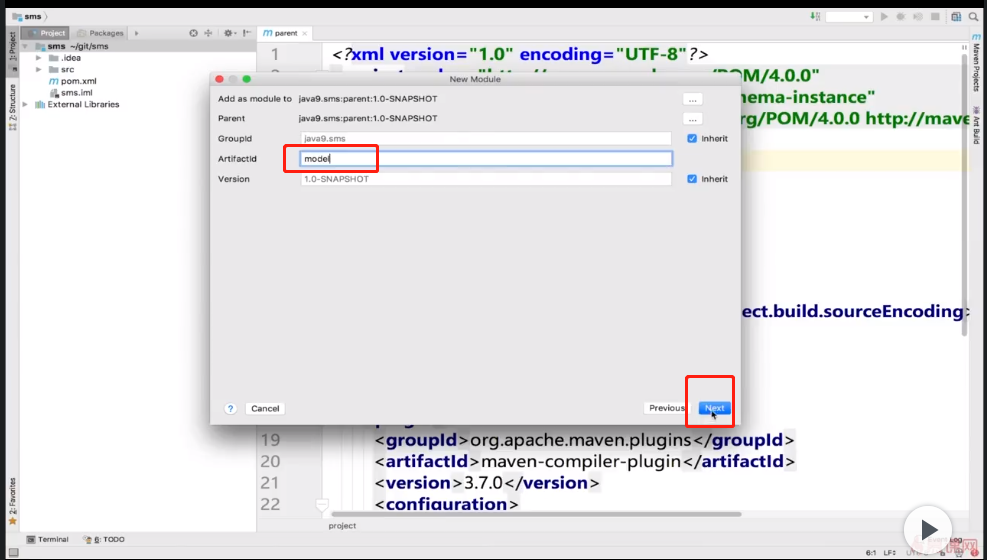 sms
Project
Packages
parent
sms ~/git/sms
.idea
src
pom.xml
sms.iml
External Libraries
1: Project
7: Structure
2: Favorites
Maven Projects
Ant Build
1
<?xml version="1.0" encoding="UTF-8"?>
/POM/4.0.0"
hema-instance"
rg/POM/4.0.0 http://mave
ect.build.sourceEncoding>
New Module
Add as module to java9.sms:parent:1.0-SNAPSHOT
...
Parent java9.sms:parent:1.0-SNAPSHOT
...
GroupId java9.sms Inherit
ArtifactId model
Version 1.0-SNAPSHOT Inherit
? Cancel Previous Next
19 <groupId>org.apache.maven.plugins</groupId>
20 <artifactId>maven-compiler-plugin</artifactId>
21 <version>3.7.0</version>
22 <configuration>
project
Terminal 6: TODO
6:1 LF÷